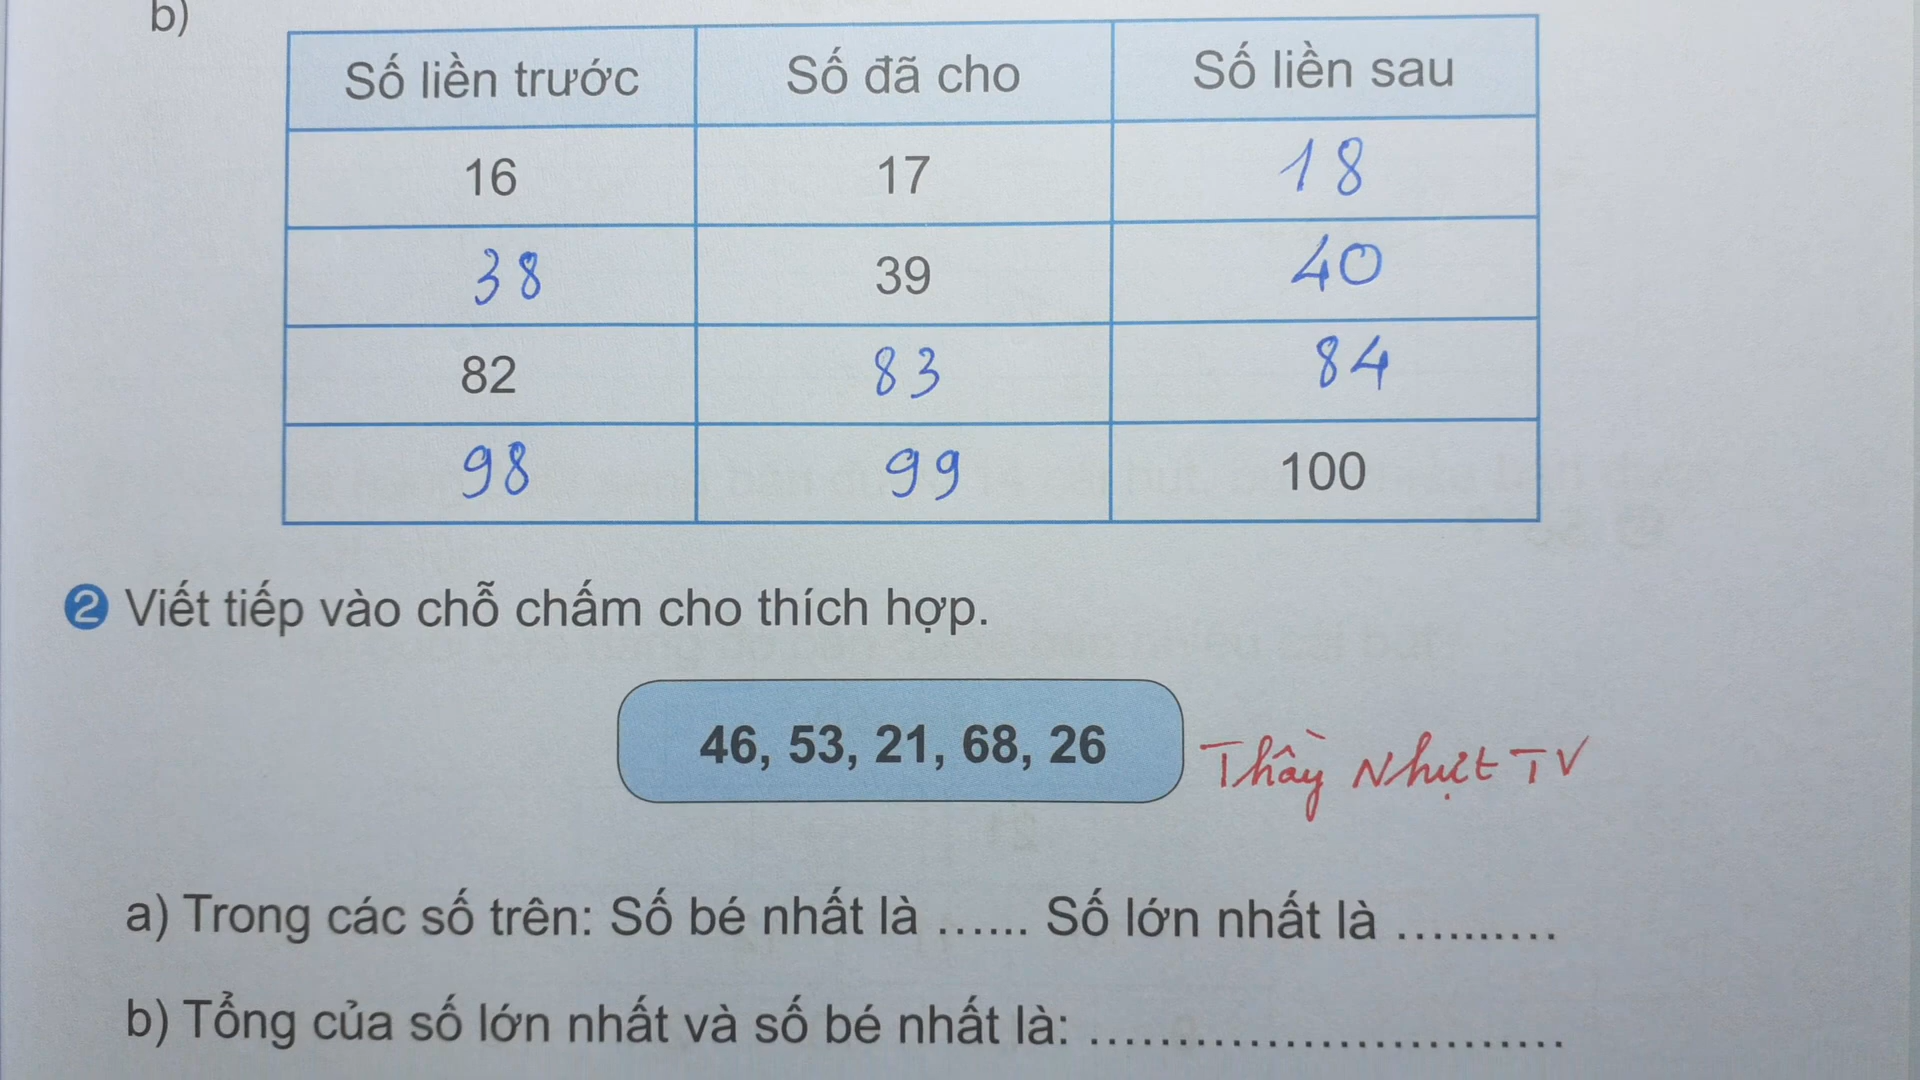 b)
Số liền trước Số đã cho Số liền sau
16 17 18
38 39 40
82 83 84
98 99 100
2 Viết tiếp vào chỗ chấm cho thích hợp.
46, 53, 21, 68, 26 Thầy Nhựt TV
a) Trong các số trên: Số bé nhất là ...... Số lớn nhất là ..........
b) Tổng của số lớn nhất và số bé nhất là: ............................